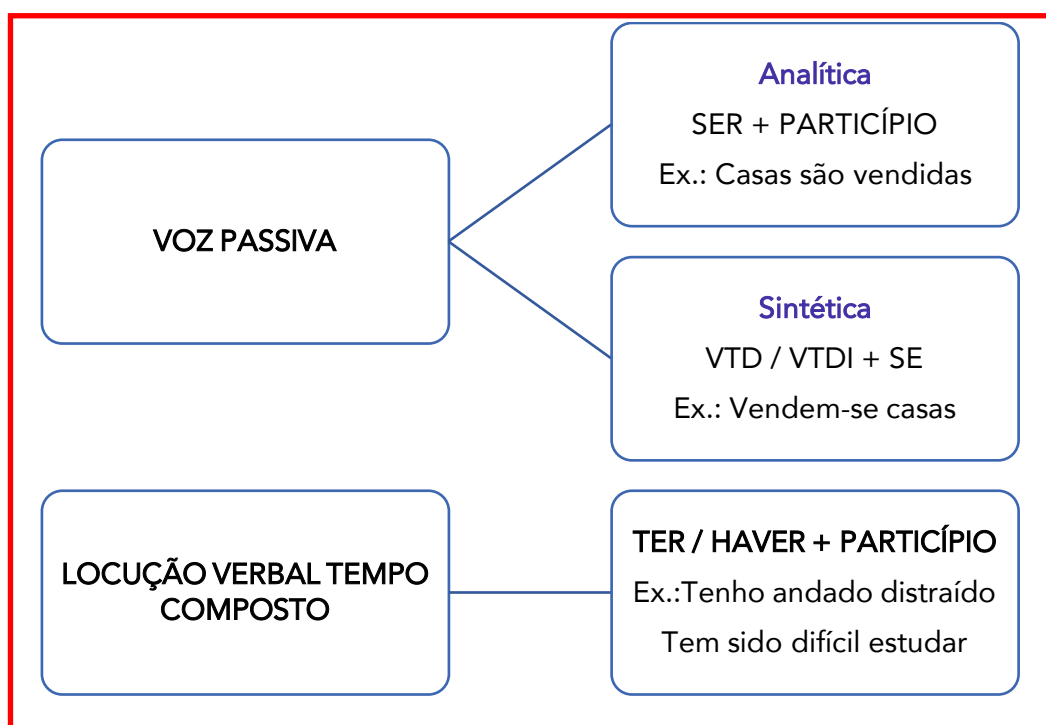 VOZ PASSIVA
Analítica
SER + PARTICÍPIO
Ex.: Casas são vendidas
Sintética
VTD / VTDI + SE
Ex.: Vendem-se casas
LOCUÇÃO VERBAL TEMPO
COMPOSTO
TER / HAVER + PARTICÍPIO
Ex.:Tenho andado distraído
Tem sido difícil estudar